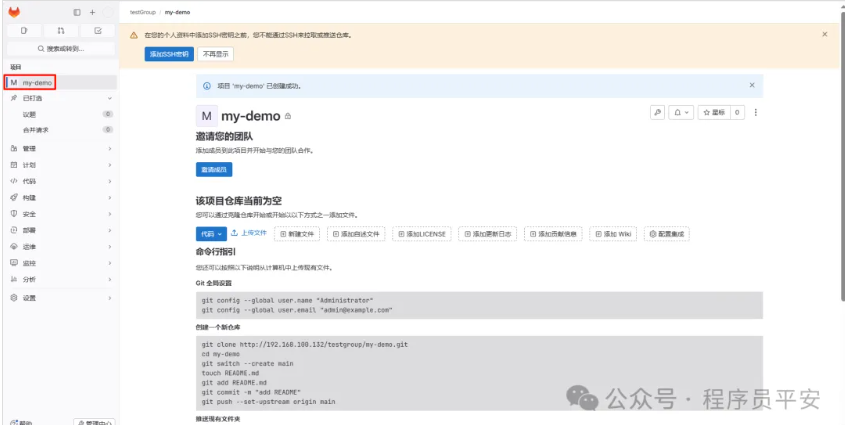 testGroup / my-demo
搜索或转到...
在您的个人资料中添加SSH密钥之前，您不能通过SSH来拉取或推送仓库。
添加SSH密钥 不再显示
项目
M my-demo
已钉选
议题 0
合并请求 0
管理
计划
代码
构建
安全
部署
运维
监控
分析
设置
帮助
管理中心
项目 'my-demo' 已创建成功。
M my-demo
星标 0
邀请您的团队
添加成员到此项目并开始与您的团队合作。
邀请成员
该项目仓库当前为空
您可以通过克隆仓库开始或开始以以下方式之一添加文件。
代码 上传文件 新建文件 添加自述文件 添加LICENSE 添加更新日志 添加贡献信息 添加 Wiki 配置集成
命令行指引
您还可以按照以下说明从计算机中上传现有文件。
Git 全局设置
git config --global user.name "Administrator"
git config --global user.email "admin@example.com"
创建一个新仓库
git clone http://192.168.100.132/testgroup/my-demo.git
cd my-demo
git switch --create main
touch README.md
git add README.md
git commit -m "add README"
git push --set-upstream origin main
推送现有文件夹
公众号 · 程序员平安